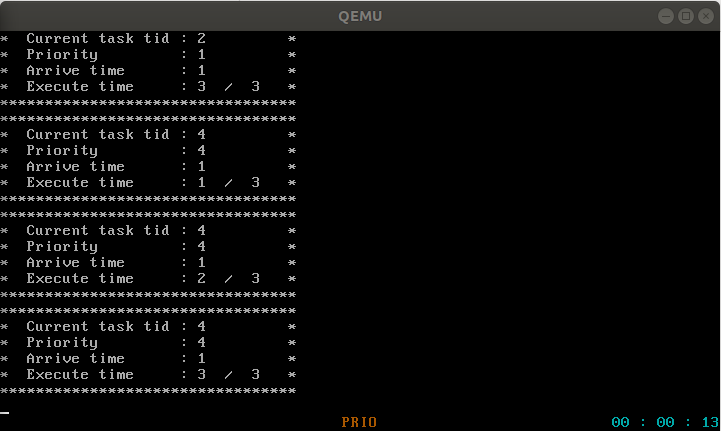 QEMU
*  Current task tid : 2         *
*  Priority         : 1         *
*  Arrive time      : 1         *
*  Execute time     : 3  /  3   *
*********************************
*********************************
*  Current task tid : 4         *
*  Priority         : 4         *
*  Arrive time      : 1         *
*  Execute time     : 1  /  3   *
*********************************
*********************************
*  Current task tid : 4         *
*  Priority         : 4         *
*  Arrive time      : 1         *
*  Execute time     : 2  /  3   *
*********************************
*********************************
*  Current task tid : 4         *
*  Priority         : 4         *
*  Arrive time      : 1         *
*  Execute time     : 3  /  3   *
*********************************
_
PRIO 00 : 00 : 13